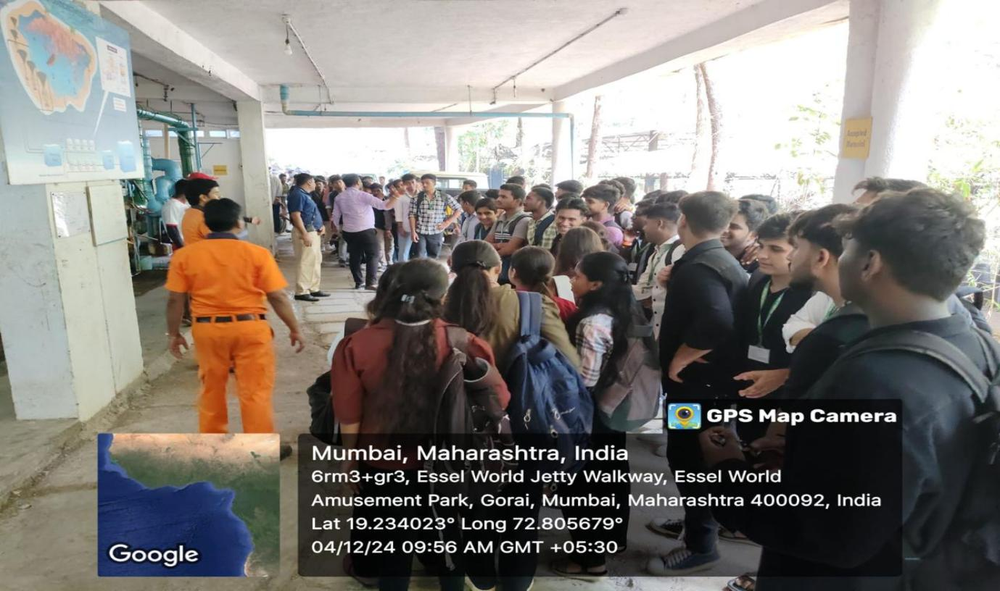 Accepted
Material
GPS Map Camera
Mumbai, Maharashtra, India
6rm3+gr3, Essel World Jetty Walkway, Essel World
Amusement Park, Gorai, Mumbai, Maharashtra 400092, India
Lat 19.234023° Long 72.805679°
04/12/24 09:56 AM GMT +05:30
Google